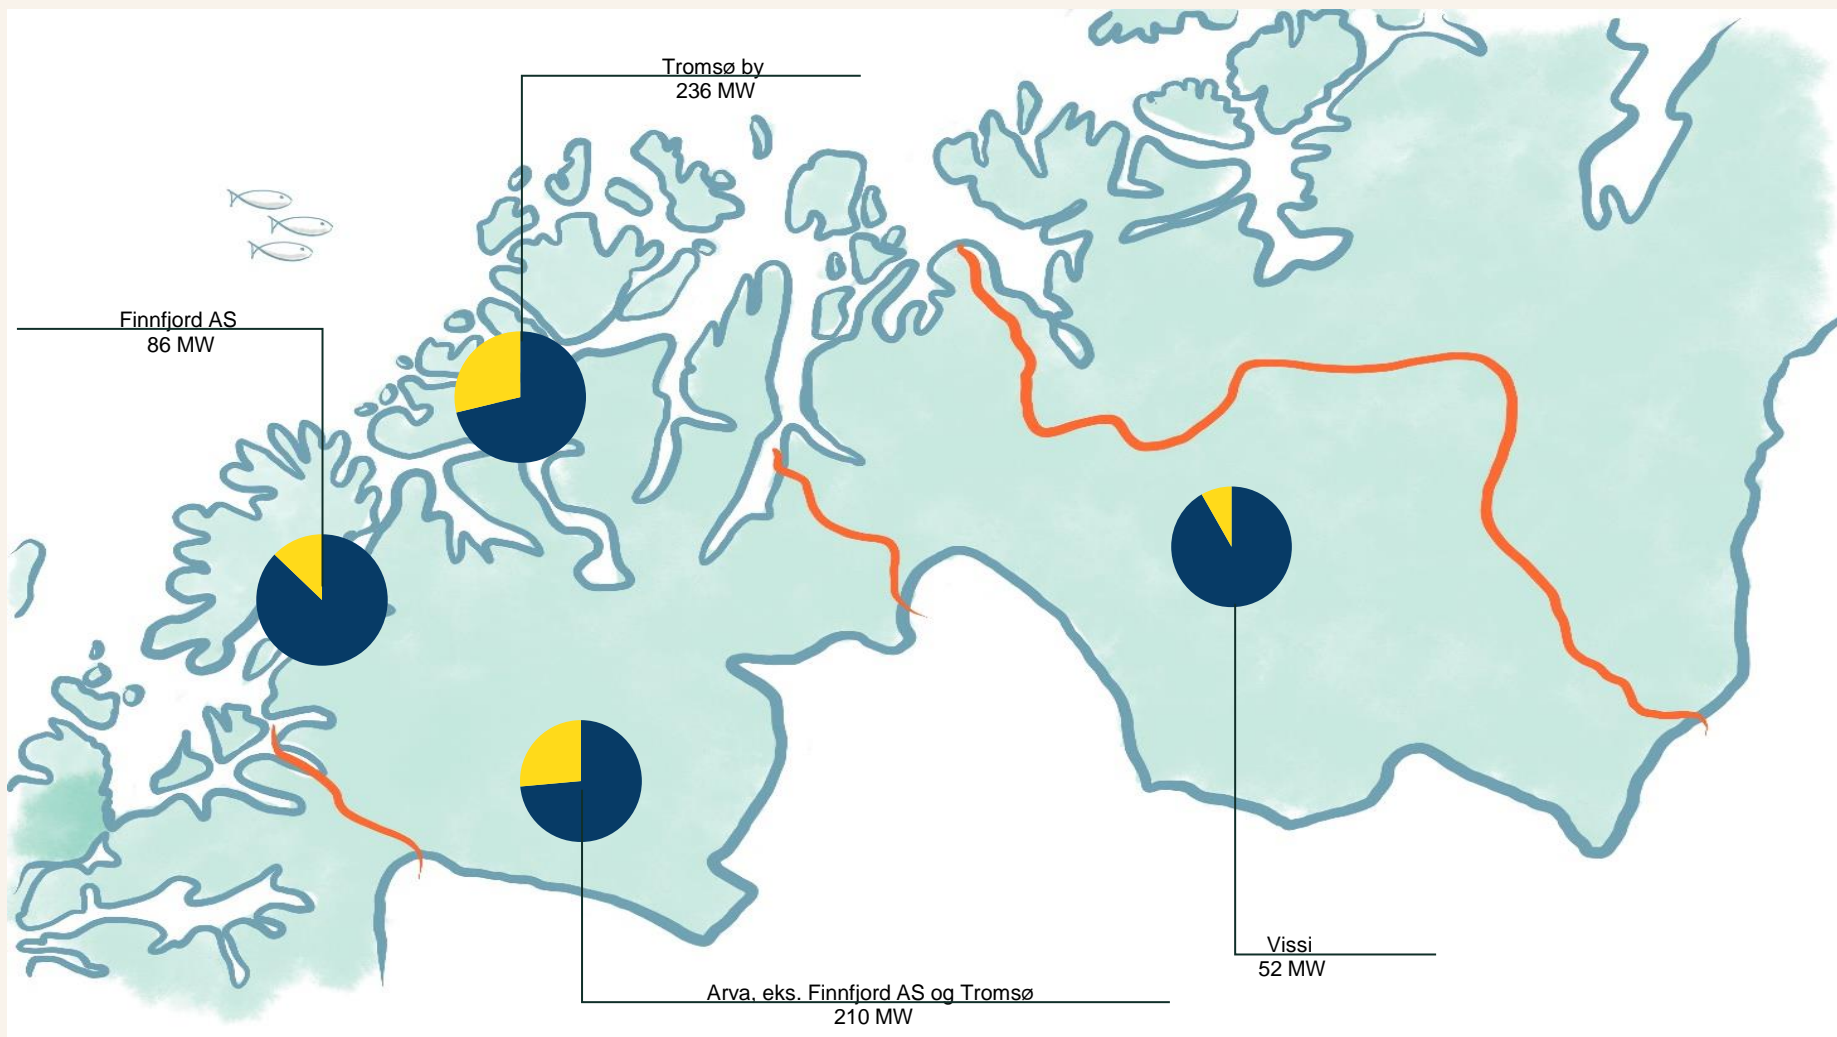 Tromsø by
236 MW
Finnfjord AS
86 MW
Vissi
52 MW
Arva, eks. Finnfjord AS og Tromsø
210 MW